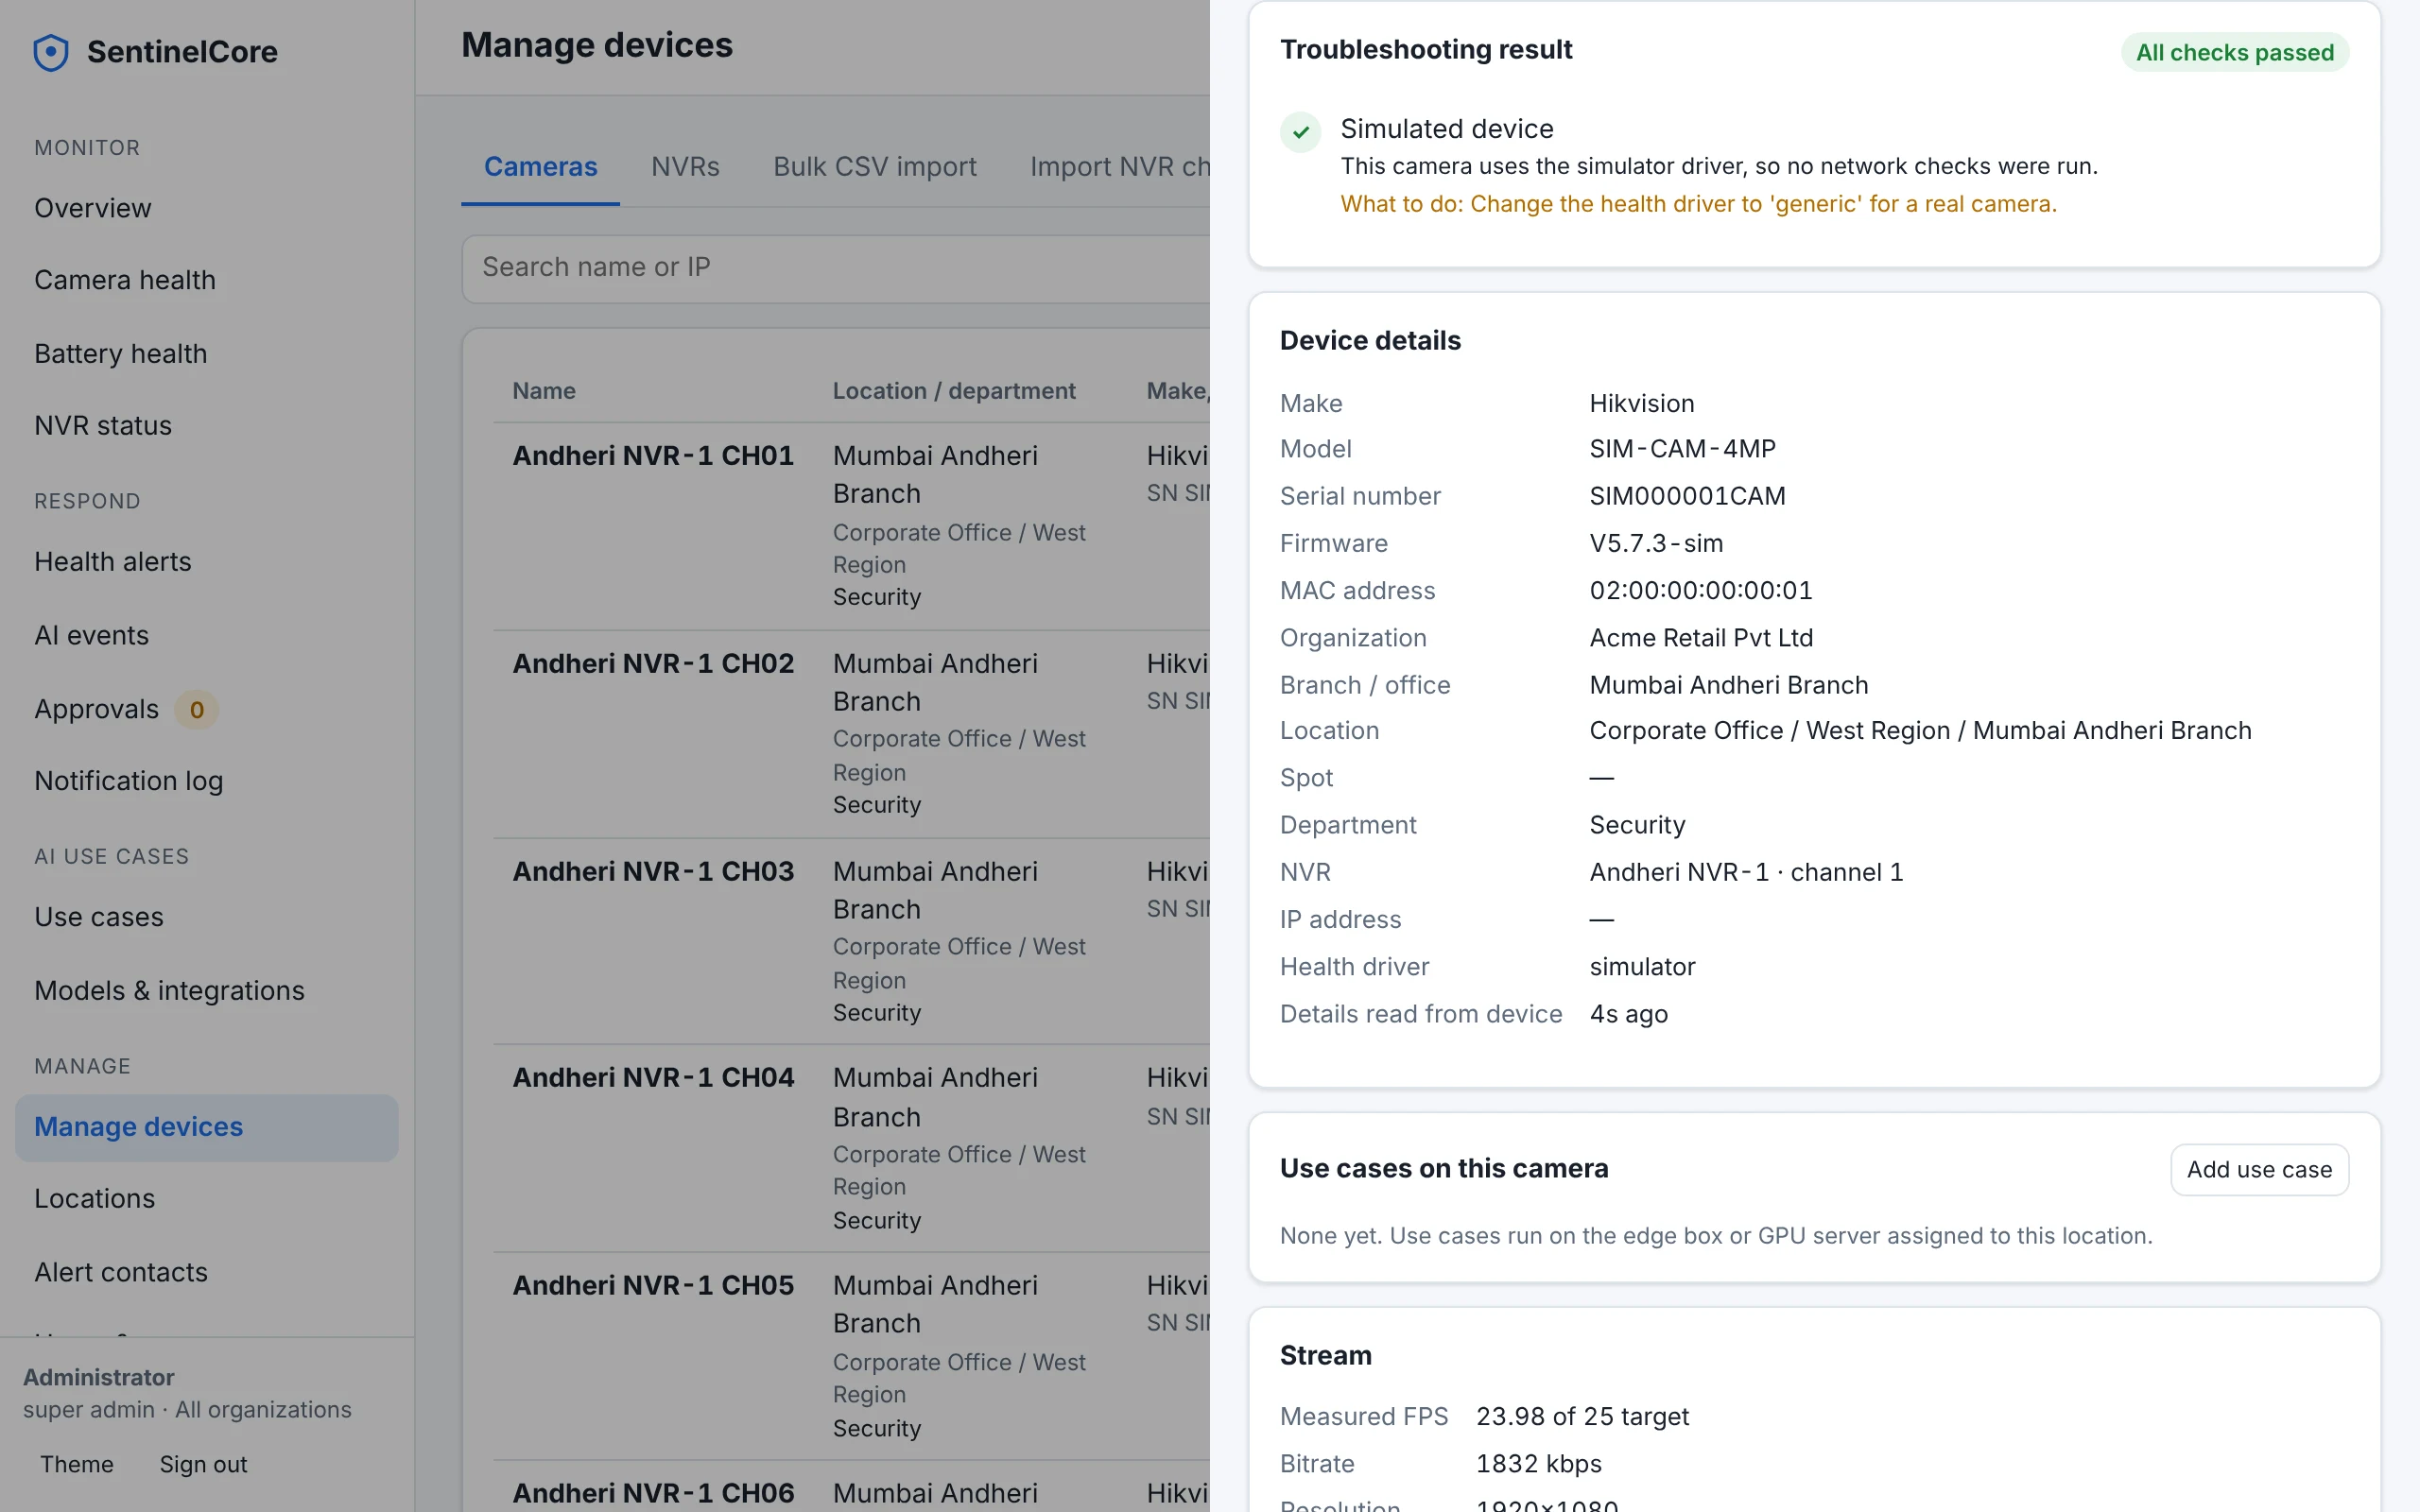 SentinelCore
MONITOR
Overview
Camera health
Battery health
NVR status
RESPOND
Health alerts
AI events
Approvals 0
Notification log
AI USE CASES
Use cases
Models & integrations
MANAGE
Manage devices
Locations
Alert contacts
Administrator
super admin · All organizations
Theme Sign out
Manage devices
Cameras NVRs Bulk CSV import Import NVR ch
Search name or IP
Name Location / department Make,
Andheri NVR-1 CH01 Mumbai Andheri Hikvi
Branch SN SI
Corporate Office / West
Region
Security
Andheri NVR-1 CH02 Mumbai Andheri Hikvi
Branch SN SI
Corporate Office / West
Region
Security
Andheri NVR-1 CH03 Mumbai Andheri Hikvi
Branch SN SI
Corporate Office / West
Region
Security
Andheri NVR-1 CH04 Mumbai Andheri Hikvi
Branch SN SI
Corporate Office / West
Region
Security
Andheri NVR-1 CH05 Mumbai Andheri Hikvi
Branch SN SI
Corporate Office / West
Region
Security
Andheri NVR-1 CH06 Mumbai Andheri Hikvi
Troubleshooting result All checks passed
Simulated device
This camera uses the simulator driver, so no network checks were run.
What to do: Change the health driver to 'generic' for a real camera.
Device details
Make Hikvision
Model SIM-CAM-4MP
Serial number SIM000001CAM
Firmware V5.7.3-sim
MAC address 02:00:00:00:00:01
Organization Acme Retail Pvt Ltd
Branch / office Mumbai Andheri Branch
Location Corporate Office / West Region / Mumbai Andheri Branch
Spot —
Department Security
NVR Andheri NVR-1 · channel 1
IP address —
Health driver simulator
Details read from device 4s ago
Use cases on this camera Add use case
None yet. Use cases run on the edge box or GPU server assigned to this location.
Stream
Measured FPS 23.98 of 25 target
Bitrate 1832 kbps
Resolution 1920×1080